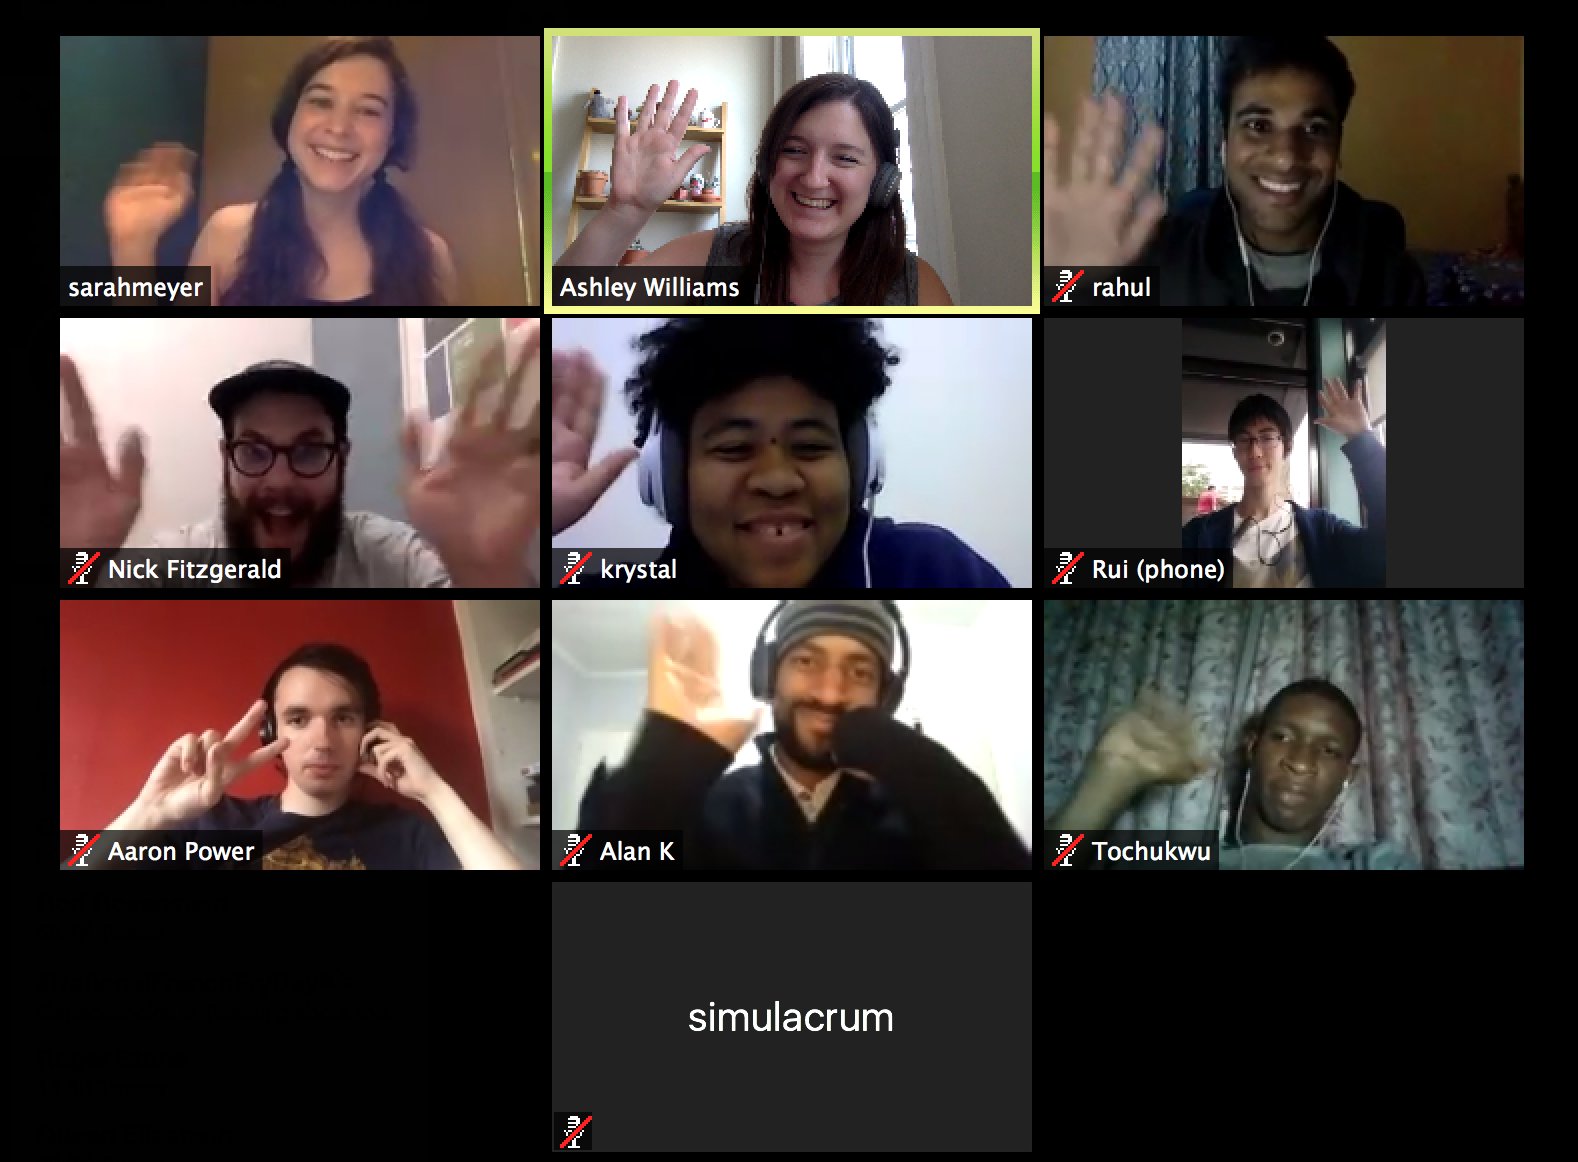 sarahmeyer
Ashley Williams
rahul
Nick Fitzgerald
krystal
Rui (phone)
Aaron Power
Alan K
Tochukwu
simulacrum